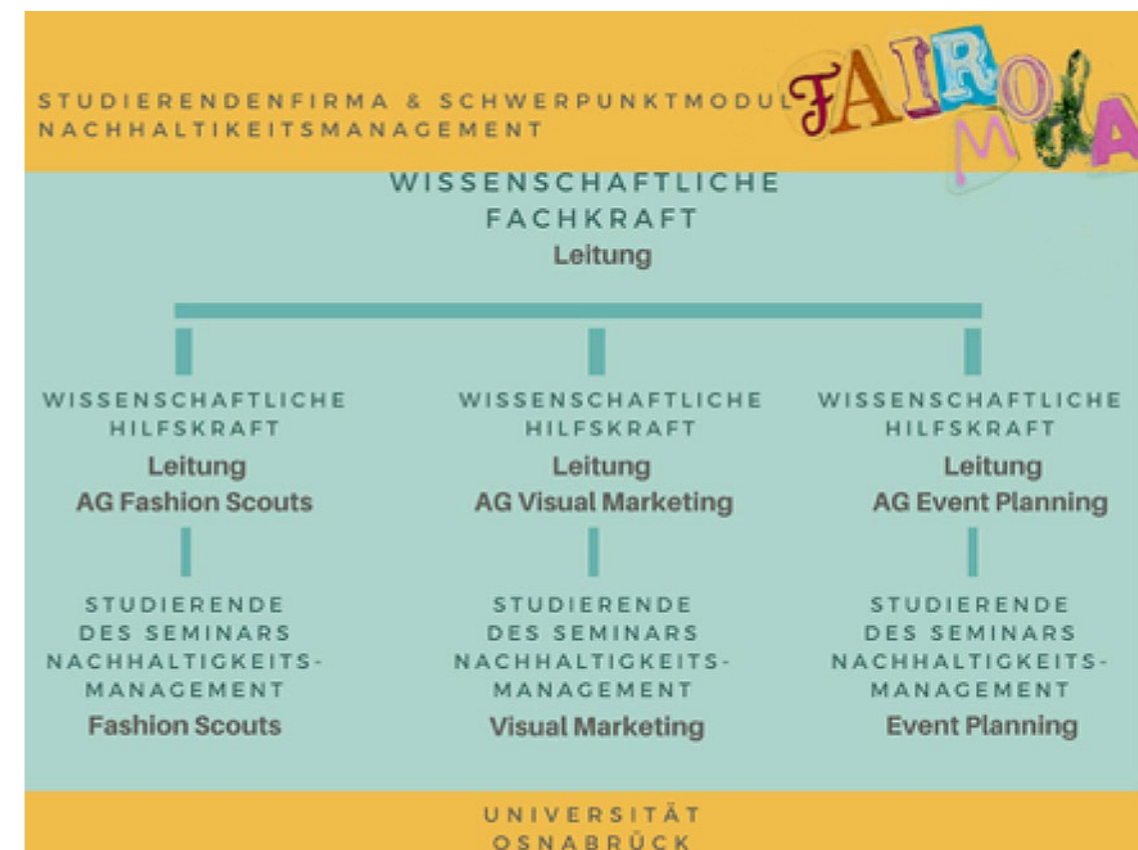 STUDIERENDENFIRMA & SCHWERPUNKTMODUL
NACHHALTIKEITSMANAGEMENT
FAIRO
MODA
WISSENSCHAFTLICHE
FACHKRAFT
Leitung
WISSENSCHAFTLICHE
HILFSKRAFT
Leitung
AG Fashion Scouts
WISSENSCHAFTLICHE
HILFSKRAFT
Leitung
AG Visual Marketing
WISSENSCHAFTLICHE
HILFSKRAFT
Leitung
AG Event Planning
STUDIERENDE
DES SEMINARS
NACHHALTIGKEITS-
MANAGEMENT
Fashion Scouts
STUDIERENDE
DES SEMINARS
NACHHALTIGKEITS-
MANAGEMENT
Visual Marketing
STUDIERENDE
DES SEMINARS
NACHHALTIGKEITS-
MANAGEMENT
Event Planning
UNIVERSITÄT
OSNABRÜCK